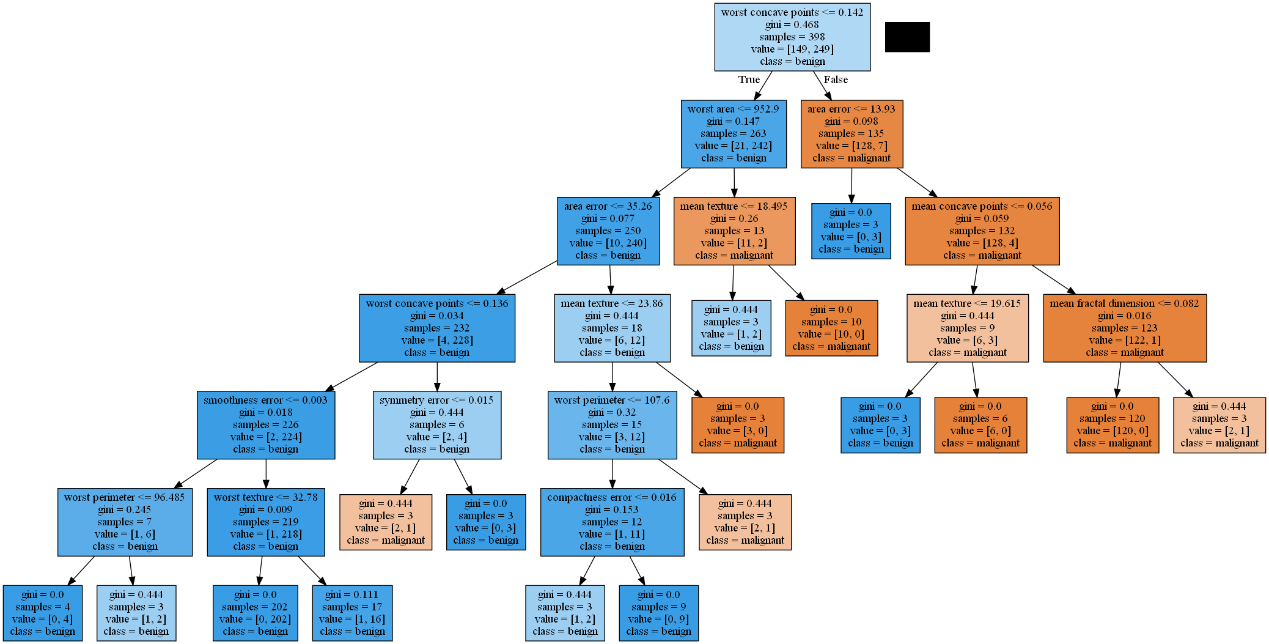 worst concave points <= 0.142
gini = 0.468
samples = 398
value = [149, 249]
class = benign
True
False
worst area <= 952.9
gini = 0.147
samples = 263
value = [21, 242]
class = benign
area error <= 13.93
gini = 0.098
samples = 135
value = [128, 7]
class = malignant
area error <= 35.26
gini = 0.077
samples = 250
value = [10, 240]
class = benign
mean texture <= 18.495
gini = 0.26
samples = 13
value = [11, 2]
class = malignant
gini = 0.0
samples = 3
value = [0, 3]
class = benign
mean concave points <= 0.056
gini = 0.059
samples = 132
value = [128, 4]
class = malignant
worst concave points <= 0.136
gini = 0.034
samples = 232
value = [4, 228]
class = benign
mean texture <= 23.86
gini = 0.444
samples = 18
value = [6, 12]
class = benign
gini = 0.444
samples = 3
value = [1, 2]
class = benign
gini = 0.0
samples = 10
value = [10, 0]
class = malignant
mean texture <= 19.615
gini = 0.444
samples = 9
value = [6, 3]
class = malignant
mean fractal dimension <= 0.082
gini = 0.016
samples = 123
value = [122, 1]
class = malignant
smoothness error <= 0.003
gini = 0.018
samples = 226
value = [2, 224]
class = benign
symmetry error <= 0.015
gini = 0.444
samples = 6
value = [2, 4]
class = benign
worst perimeter <= 107.6
gini = 0.32
samples = 15
value = [3, 12]
class = benign
gini = 0.0
samples = 3
value = [3, 0]
class = malignant
gini = 0.0
samples = 3
value = [0, 3]
class = benign
gini = 0.0
samples = 6
value = [6, 0]
class = malignant
gini = 0.0
samples = 120
value = [120, 0]
class = malignant
gini = 0.444
samples = 3
value = [2, 1]
class = malignant
worst perimeter <= 96.485
gini = 0.245
samples = 7
value = [1, 6]
class = benign
worst texture <= 32.78
gini = 0.009
samples = 219
value = [1, 218]
class = benign
gini = 0.444
samples = 3
value = [2, 1]
class = malignant
gini = 0.0
samples = 3
value = [0, 3]
class = benign
compactness error <= 0.016
gini = 0.153
samples = 12
value = [1, 11]
class = benign
gini = 0.444
samples = 3
value = [2, 1]
class = malignant
gini = 0.0
samples = 4
value = [0, 4]
class = benign
gini = 0.444
samples = 3
value = [1, 2]
class = benign
gini = 0.0
samples = 202
value = [0, 202]
class = benign
gini = 0.111
samples = 17
value = [1, 16]
class = benign
gini = 0.444
samples = 3
value = [1, 2]
class = benign
gini = 0.0
samples = 9
value = [0, 9]
class = benign